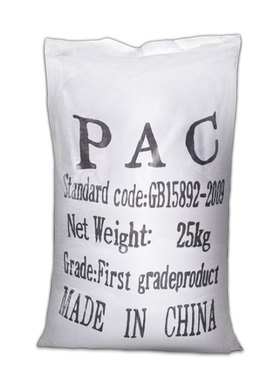 PAC
Standard code:GB15892-2009
Net Weight: 25kg
Grade:First gradeproduct
MADE IN CHINA